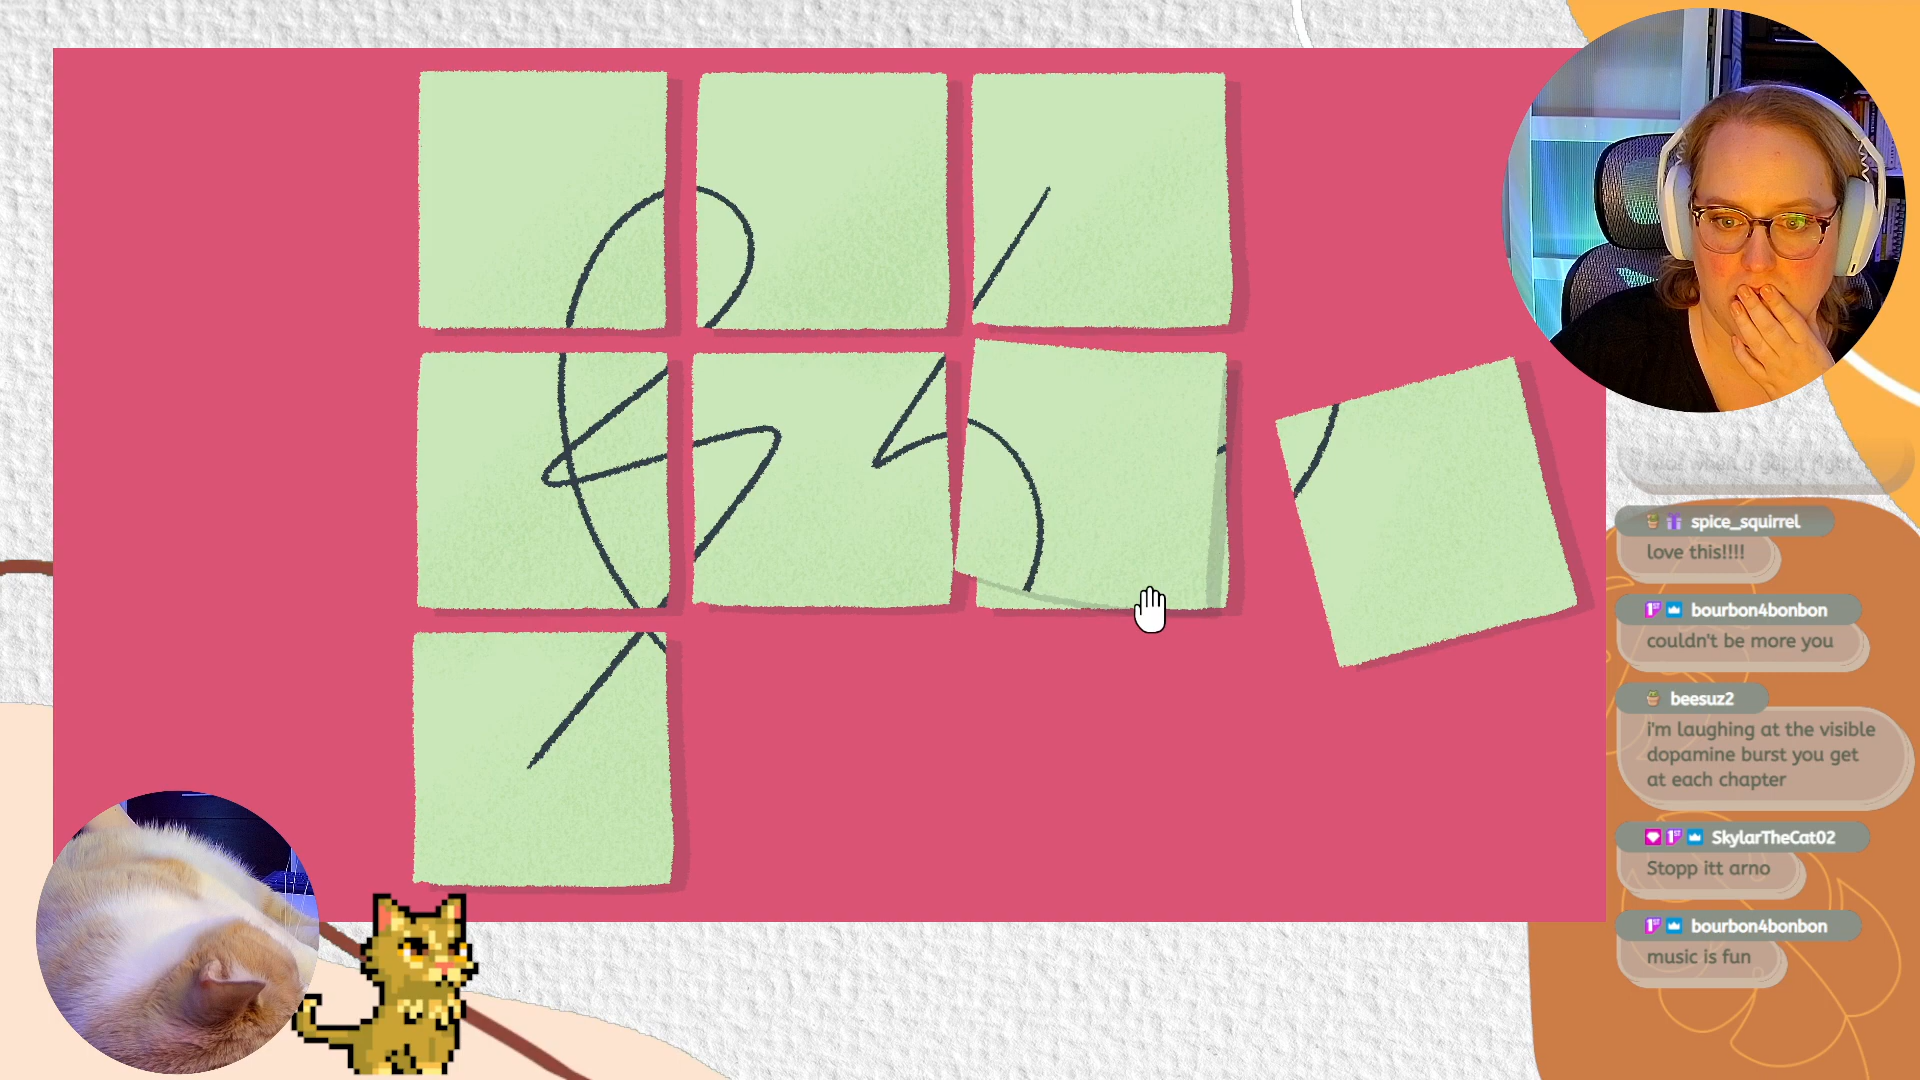 spice_squirrel
love this!!!!
bourbon4bonbon
couldn't be more you
beesuz2
i'm laughing at the visible
dopamine burst you get
at each chapter
SkylarTheCat02
Stopp itt arno
bourbon4bonbon
music is fun